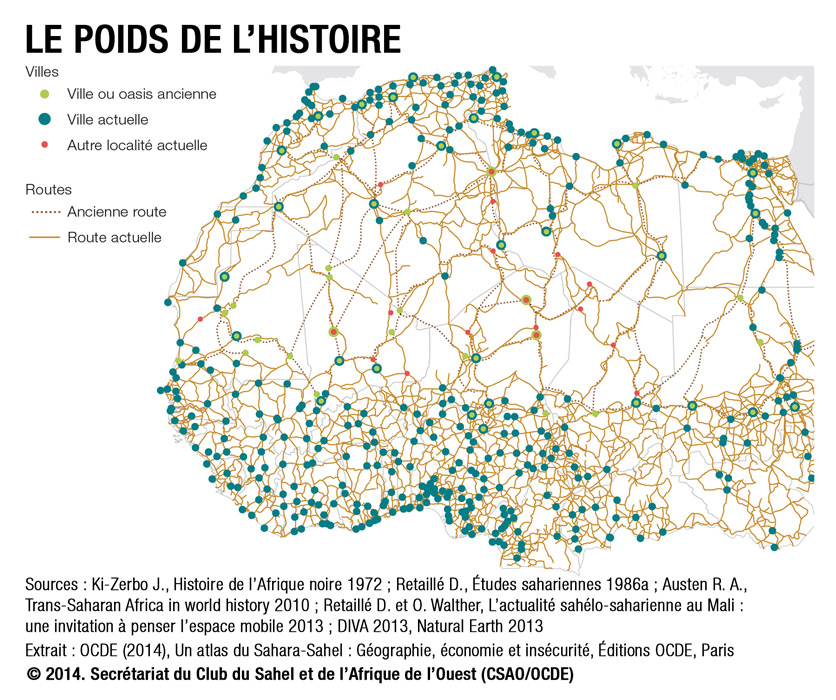 LE POIDS DE L'HISTOIRE
Villes
Ville ou oasis ancienne
Ville actuelle
Autre localité actuelle
Routes
Ancienne route
Route actuelle
Sources : Ki-Zerbo J., Histoire de l'Afrique noire 1972 ; Retaillé D., Études sahariennes 1986a ; Austen R. A.,
Trans-Saharan Africa in world history 2010 ; Retaillé D. et O. Walther, L'actualité sahélo-saharienne au Mali :
une invitation à penser l'espace mobile 2013 ; DIVA 2013, Natural Earth 2013
Extrait : OCDE (2014), Un atlas du Sahara-Sahel : Géographie, économie et insécurité, Éditions OCDE, Paris
© 2014. Secrétariat du Club du Sahel et de l'Afrique de l'Ouest (CSAO/OCDE)